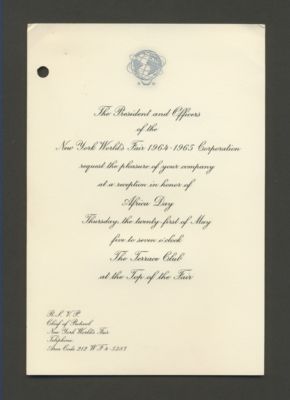 The President and Officers
of the
New York World's Fair 1964-1965 Corporation
request the pleasure of your company
at a reception in honor of
Africa Day
Thursday, the twenty-first of May
five to seven o'clock
The Terrace Club
at the Top of the Fair
R.S.V.P.
Chief of Protocol
New York World's Fair
Telephone
Area Code 212 WF4-5283